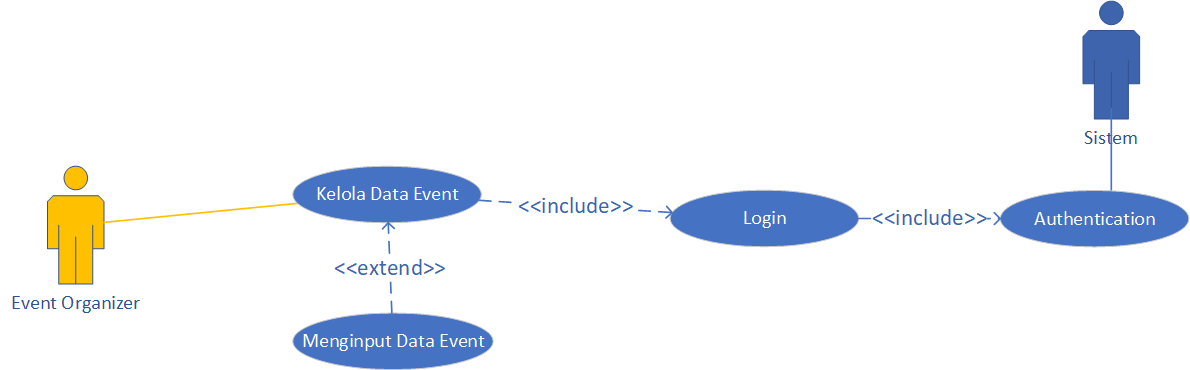 Sistem
Kelola Data Event
<<include>>
Login
<<include>>
Authentication
<<extend>>
Event Organizer
Menginput Data Event